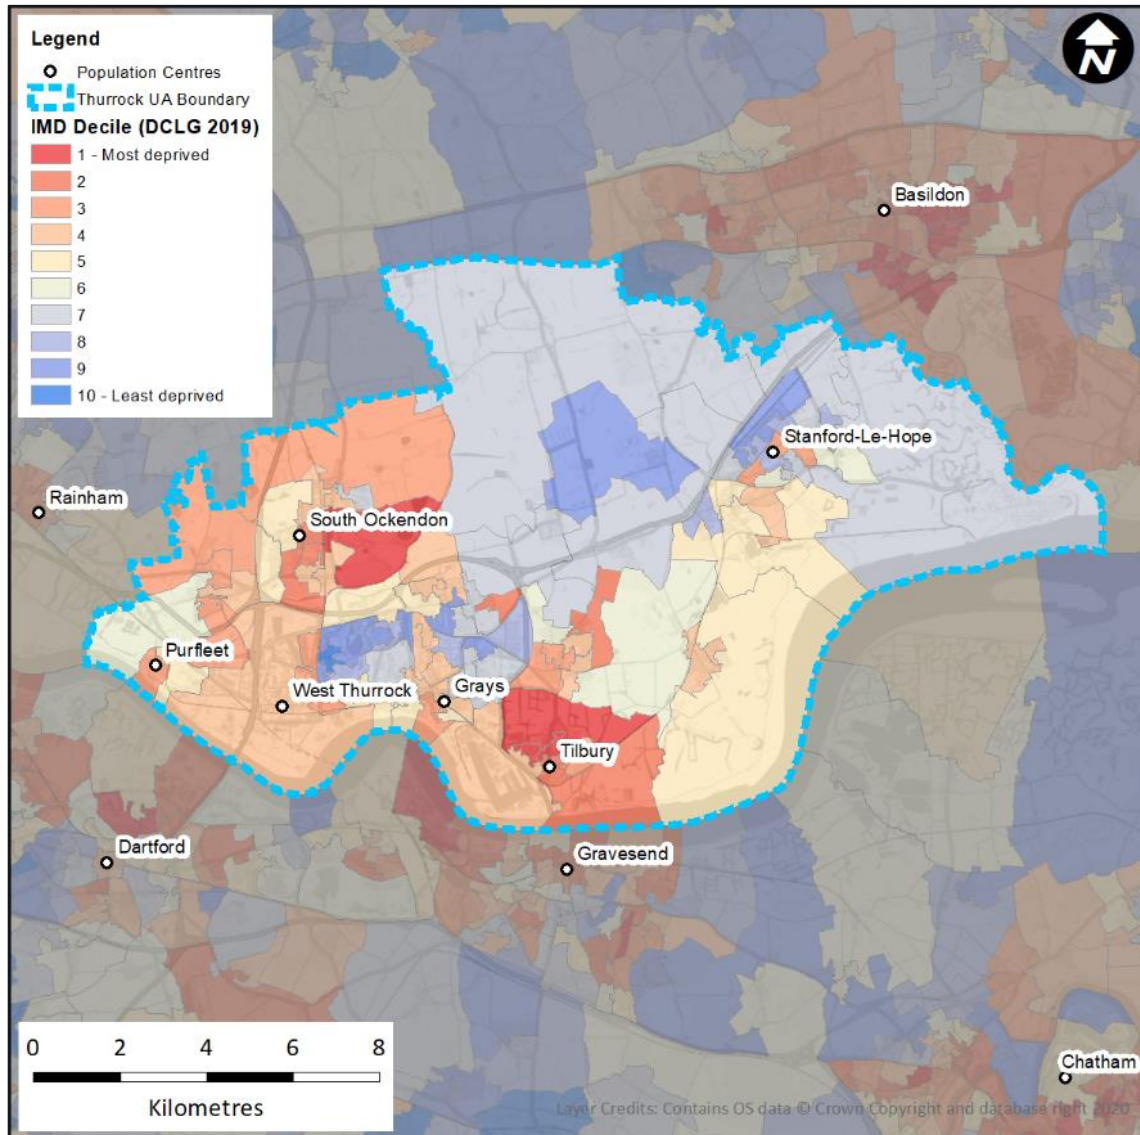 Legend
Population Centres
Thurrock UA Boundary
IMD Decile (DCLG 2019)
1 - Most deprived
2
3
4
5
6
7
8
9
10 - Least deprived
N
Basildon
Stanford-Le-Hope
Rainham
South Ockendon
Purfleet
West Thurrock
Grays
Tilbury
Dartford
Gravesend
Chatham
0 2 4 6 8
Kilometres
Layer Credits: Contains OS data © Crown Copyright and database right 2020